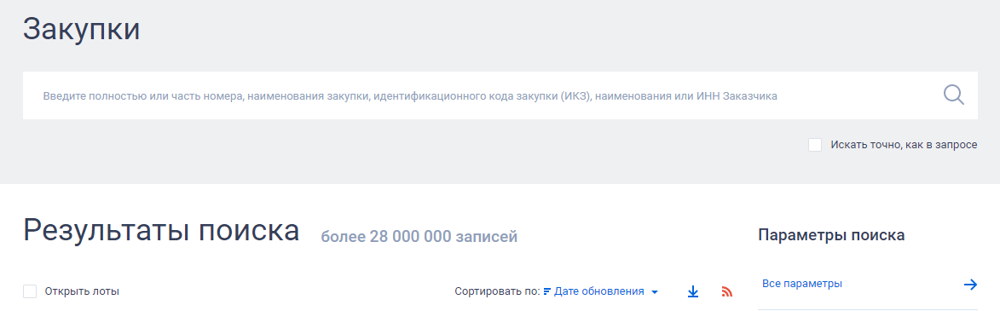 Закупки
Введите полностью или часть номера, наименования закупки, идентификационного кода закупки (ИКЗ), наименования или ИНН Заказчика
Искать точно, как в запросе
Результаты поиска более 28 000 000 записей
Параметры поиска
Открыть лоты Сортировать по: Дате обновления
Все параметры